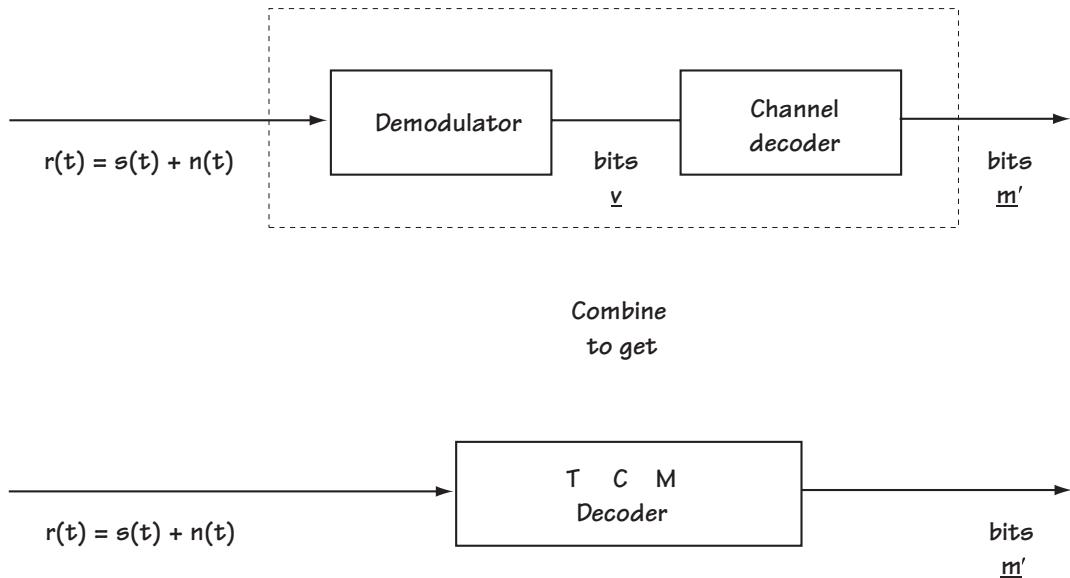 Demodulator
Channel
decoder
r(t) = s(t) + n(t)
bits
v
bits
m'
Combine
to get
T C M
Decoder
r(t) = s(t) + n(t)
bits
m'